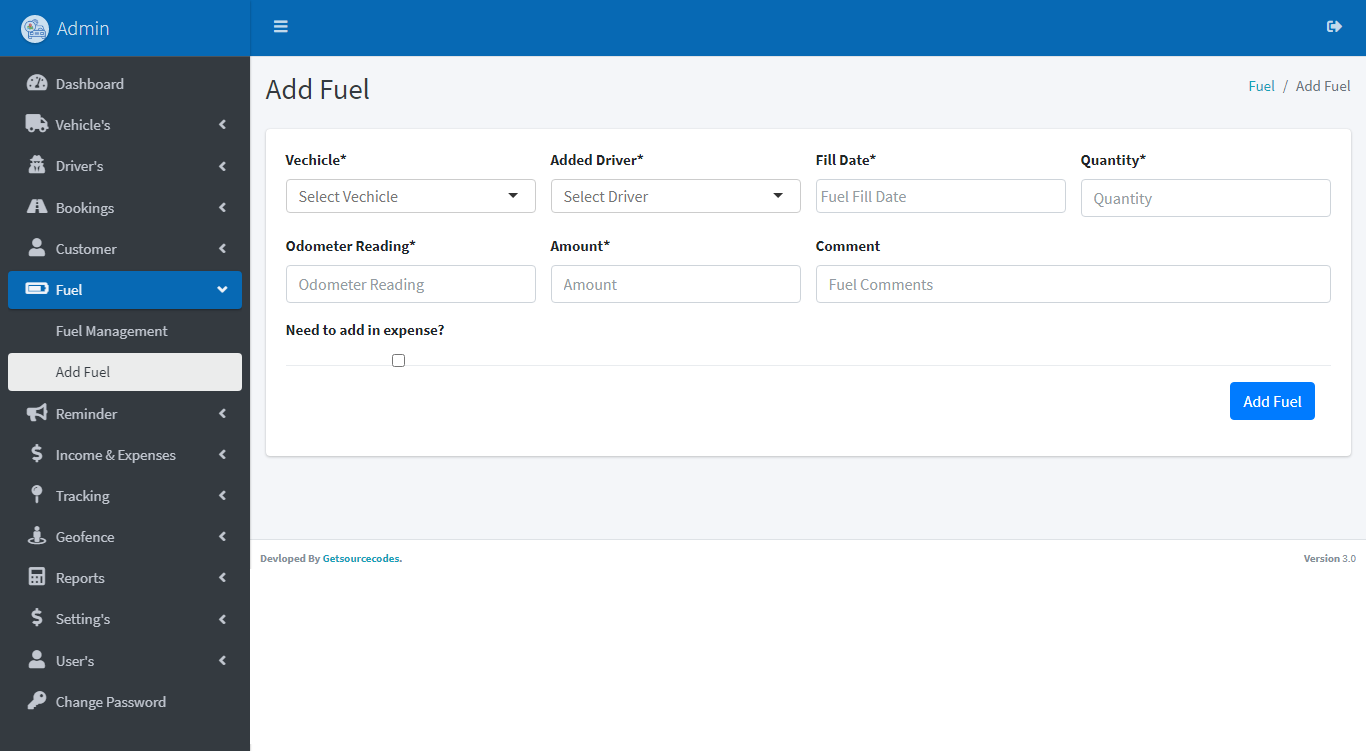 Admin
Dashboard
Vehicle's
Driver's
Bookings
Customer
Fuel
Fuel Management
Add Fuel
Reminder
Income & Expenses
Tracking
Geofence
Reports
Setting's
User's
Change Password
Add Fuel
Fuel / Add Fuel
Vechicle* Added Driver* Fill Date* Quantity*
Select Vechicle Select Driver Fuel Fill Date Quantity
Odometer Reading* Amount* Comment
Odometer Reading Amount Fuel Comments
Need to add in expense?
Add Fuel
Devloped By Getsourcecodes. Version 3.0